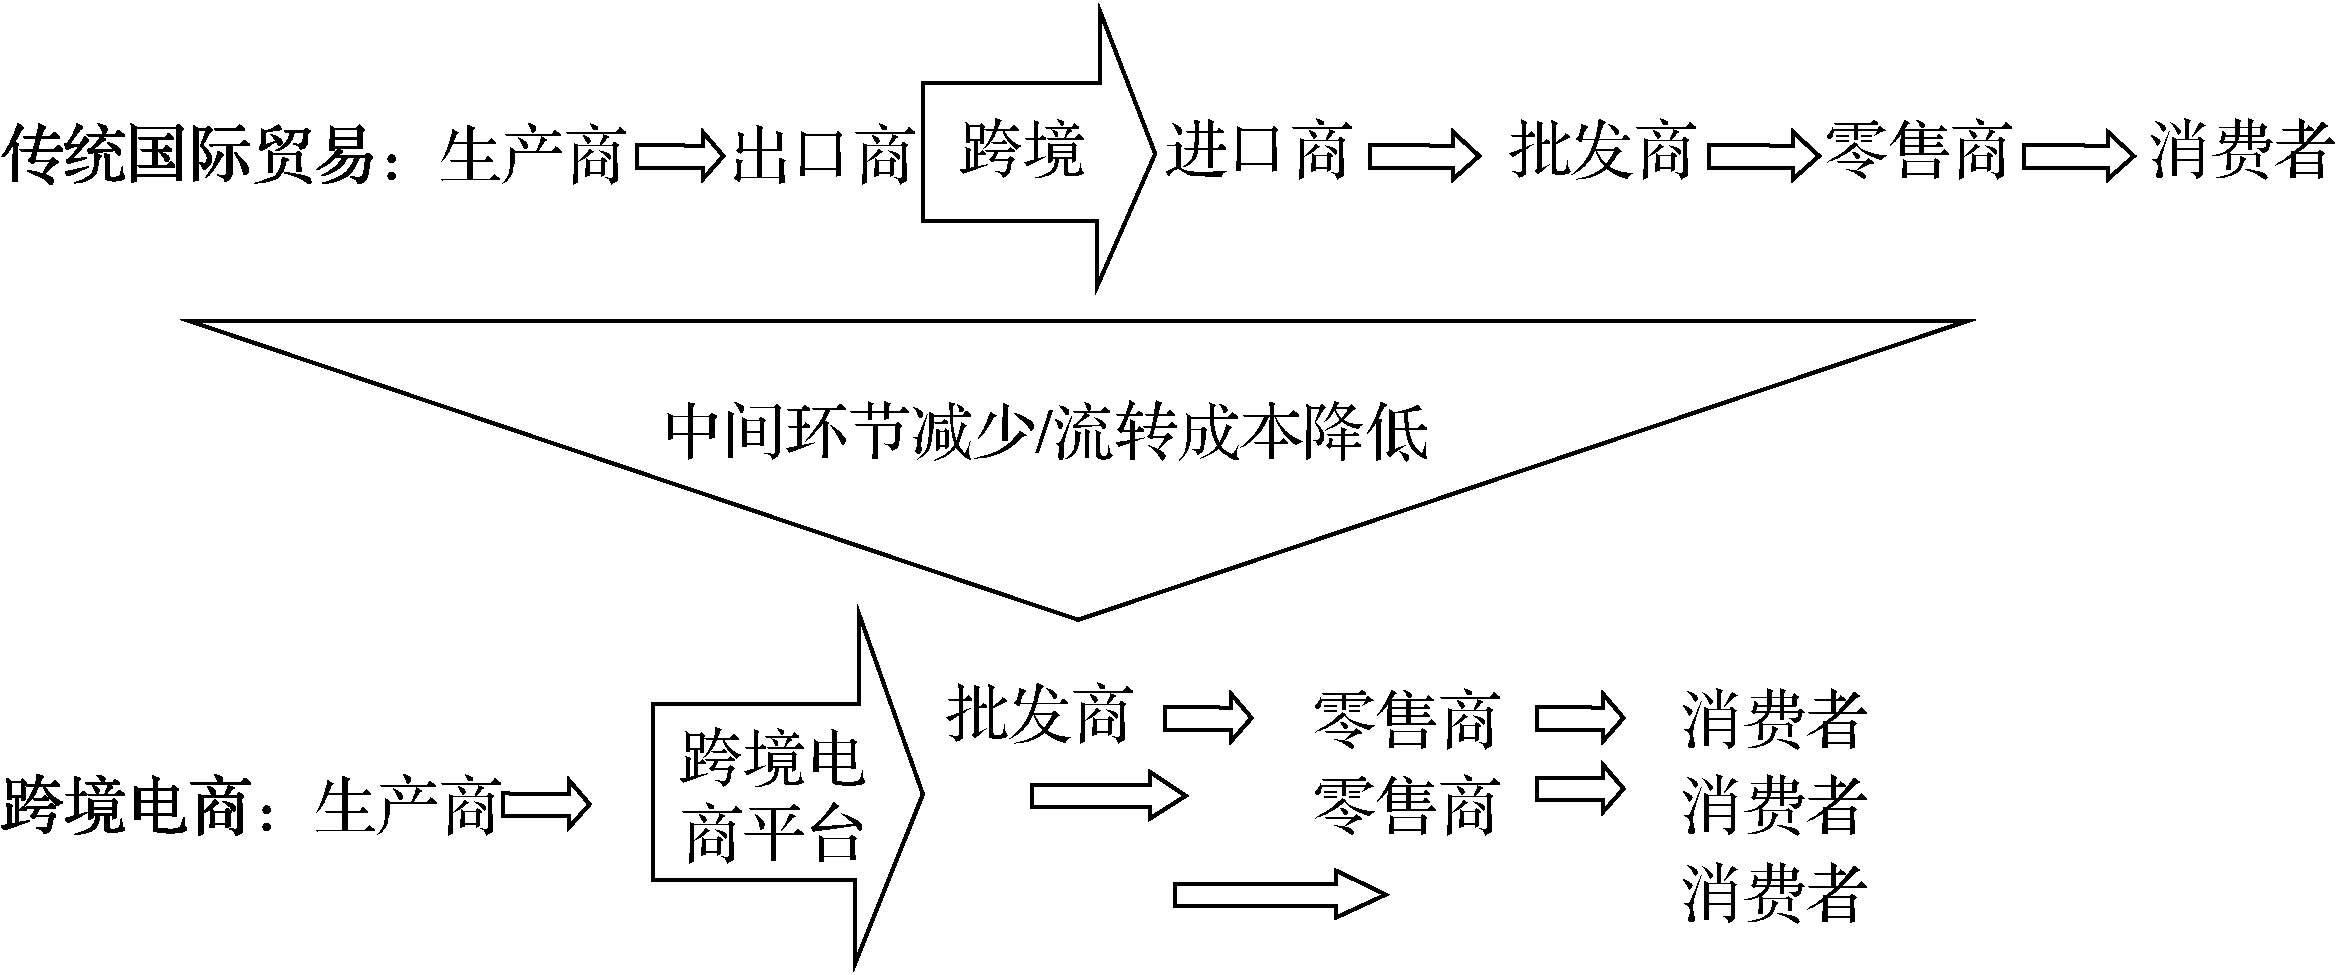 传统国际贸易：生产商 出口商 跨境 进口商 批发商 零售商 消费者
中间环节减少/流转成本降低
批发商 零售商 消费者
跨境电商：生产商 跨境电商平台 零售商 消费者
消费者